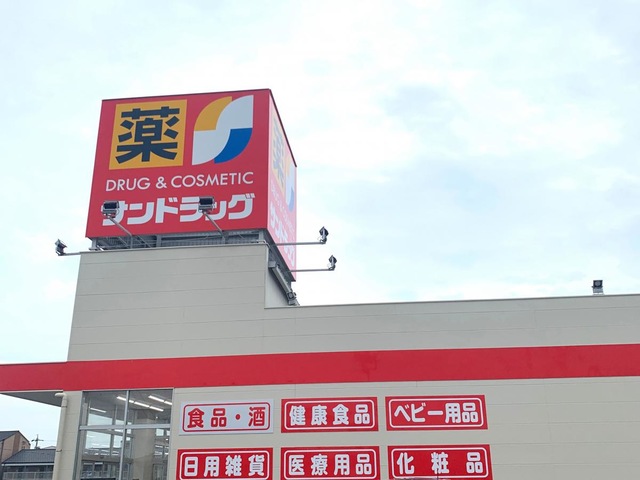 薬
DRUG & COSMETIC
サンドラッグ
食品・酒
健康食品
ベビー用品
日用雑貨
医療用品
化粧品